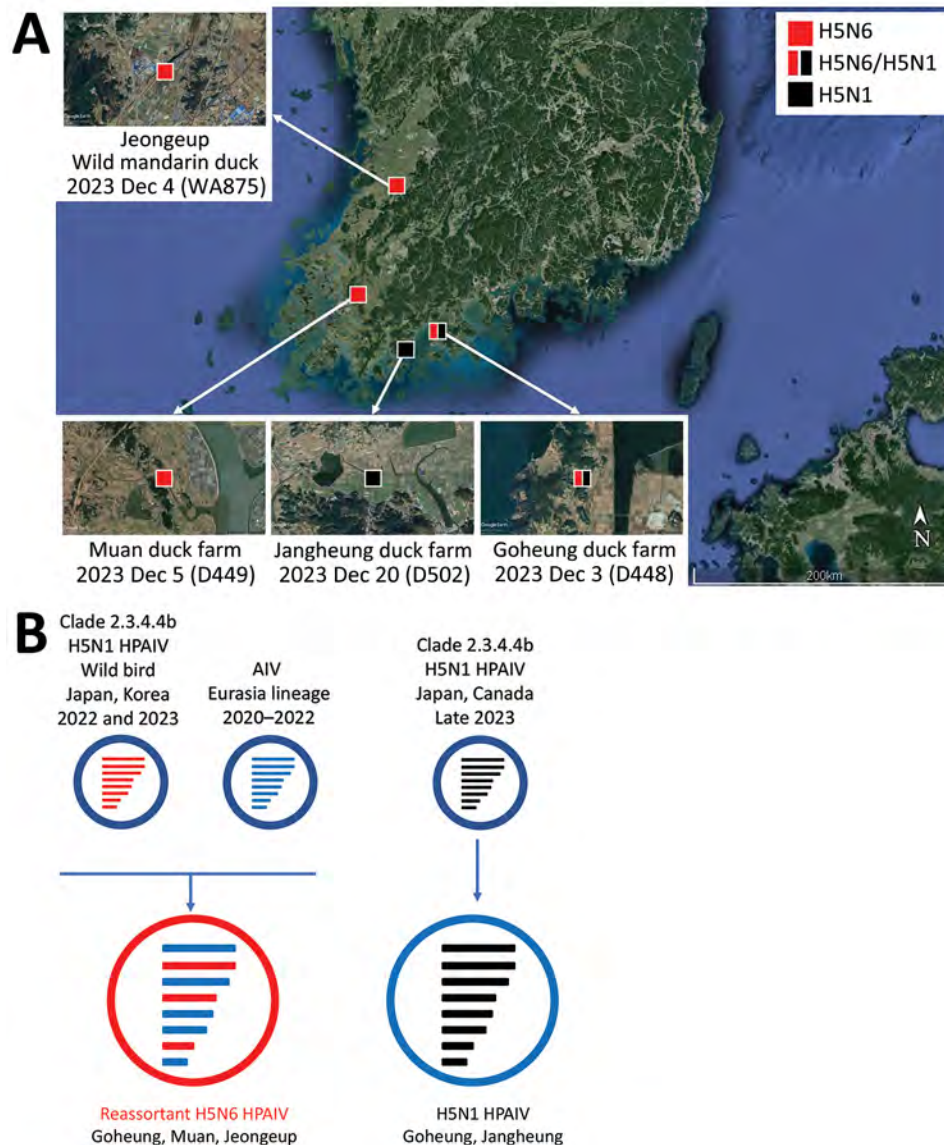 A
H5N6
H5N6/H5N1
H5N1
Jeongeup
Wild mandarin duck
2023 Dec 4 (WA875)
Muan duck farm
2023 Dec 5 (D449)
Jangheung duck farm
2023 Dec 20 (D502)
Goheung duck farm
2023 Dec 3 (D448)
N
200km
B
Clade 2.3.4.4b
H5N1 HPAIV
Wild bird
Japan, Korea
2022 and 2023
AIV
Eurasia lineage
2020–2022
Clade 2.3.4.4b
H5N1 HPAIV
Japan, Canada
Late 2023
Reassortant H5N6 HPAIV
Goheung, Muan, Jeongeup
H5N1 HPAIV
Goheung, Jangheung